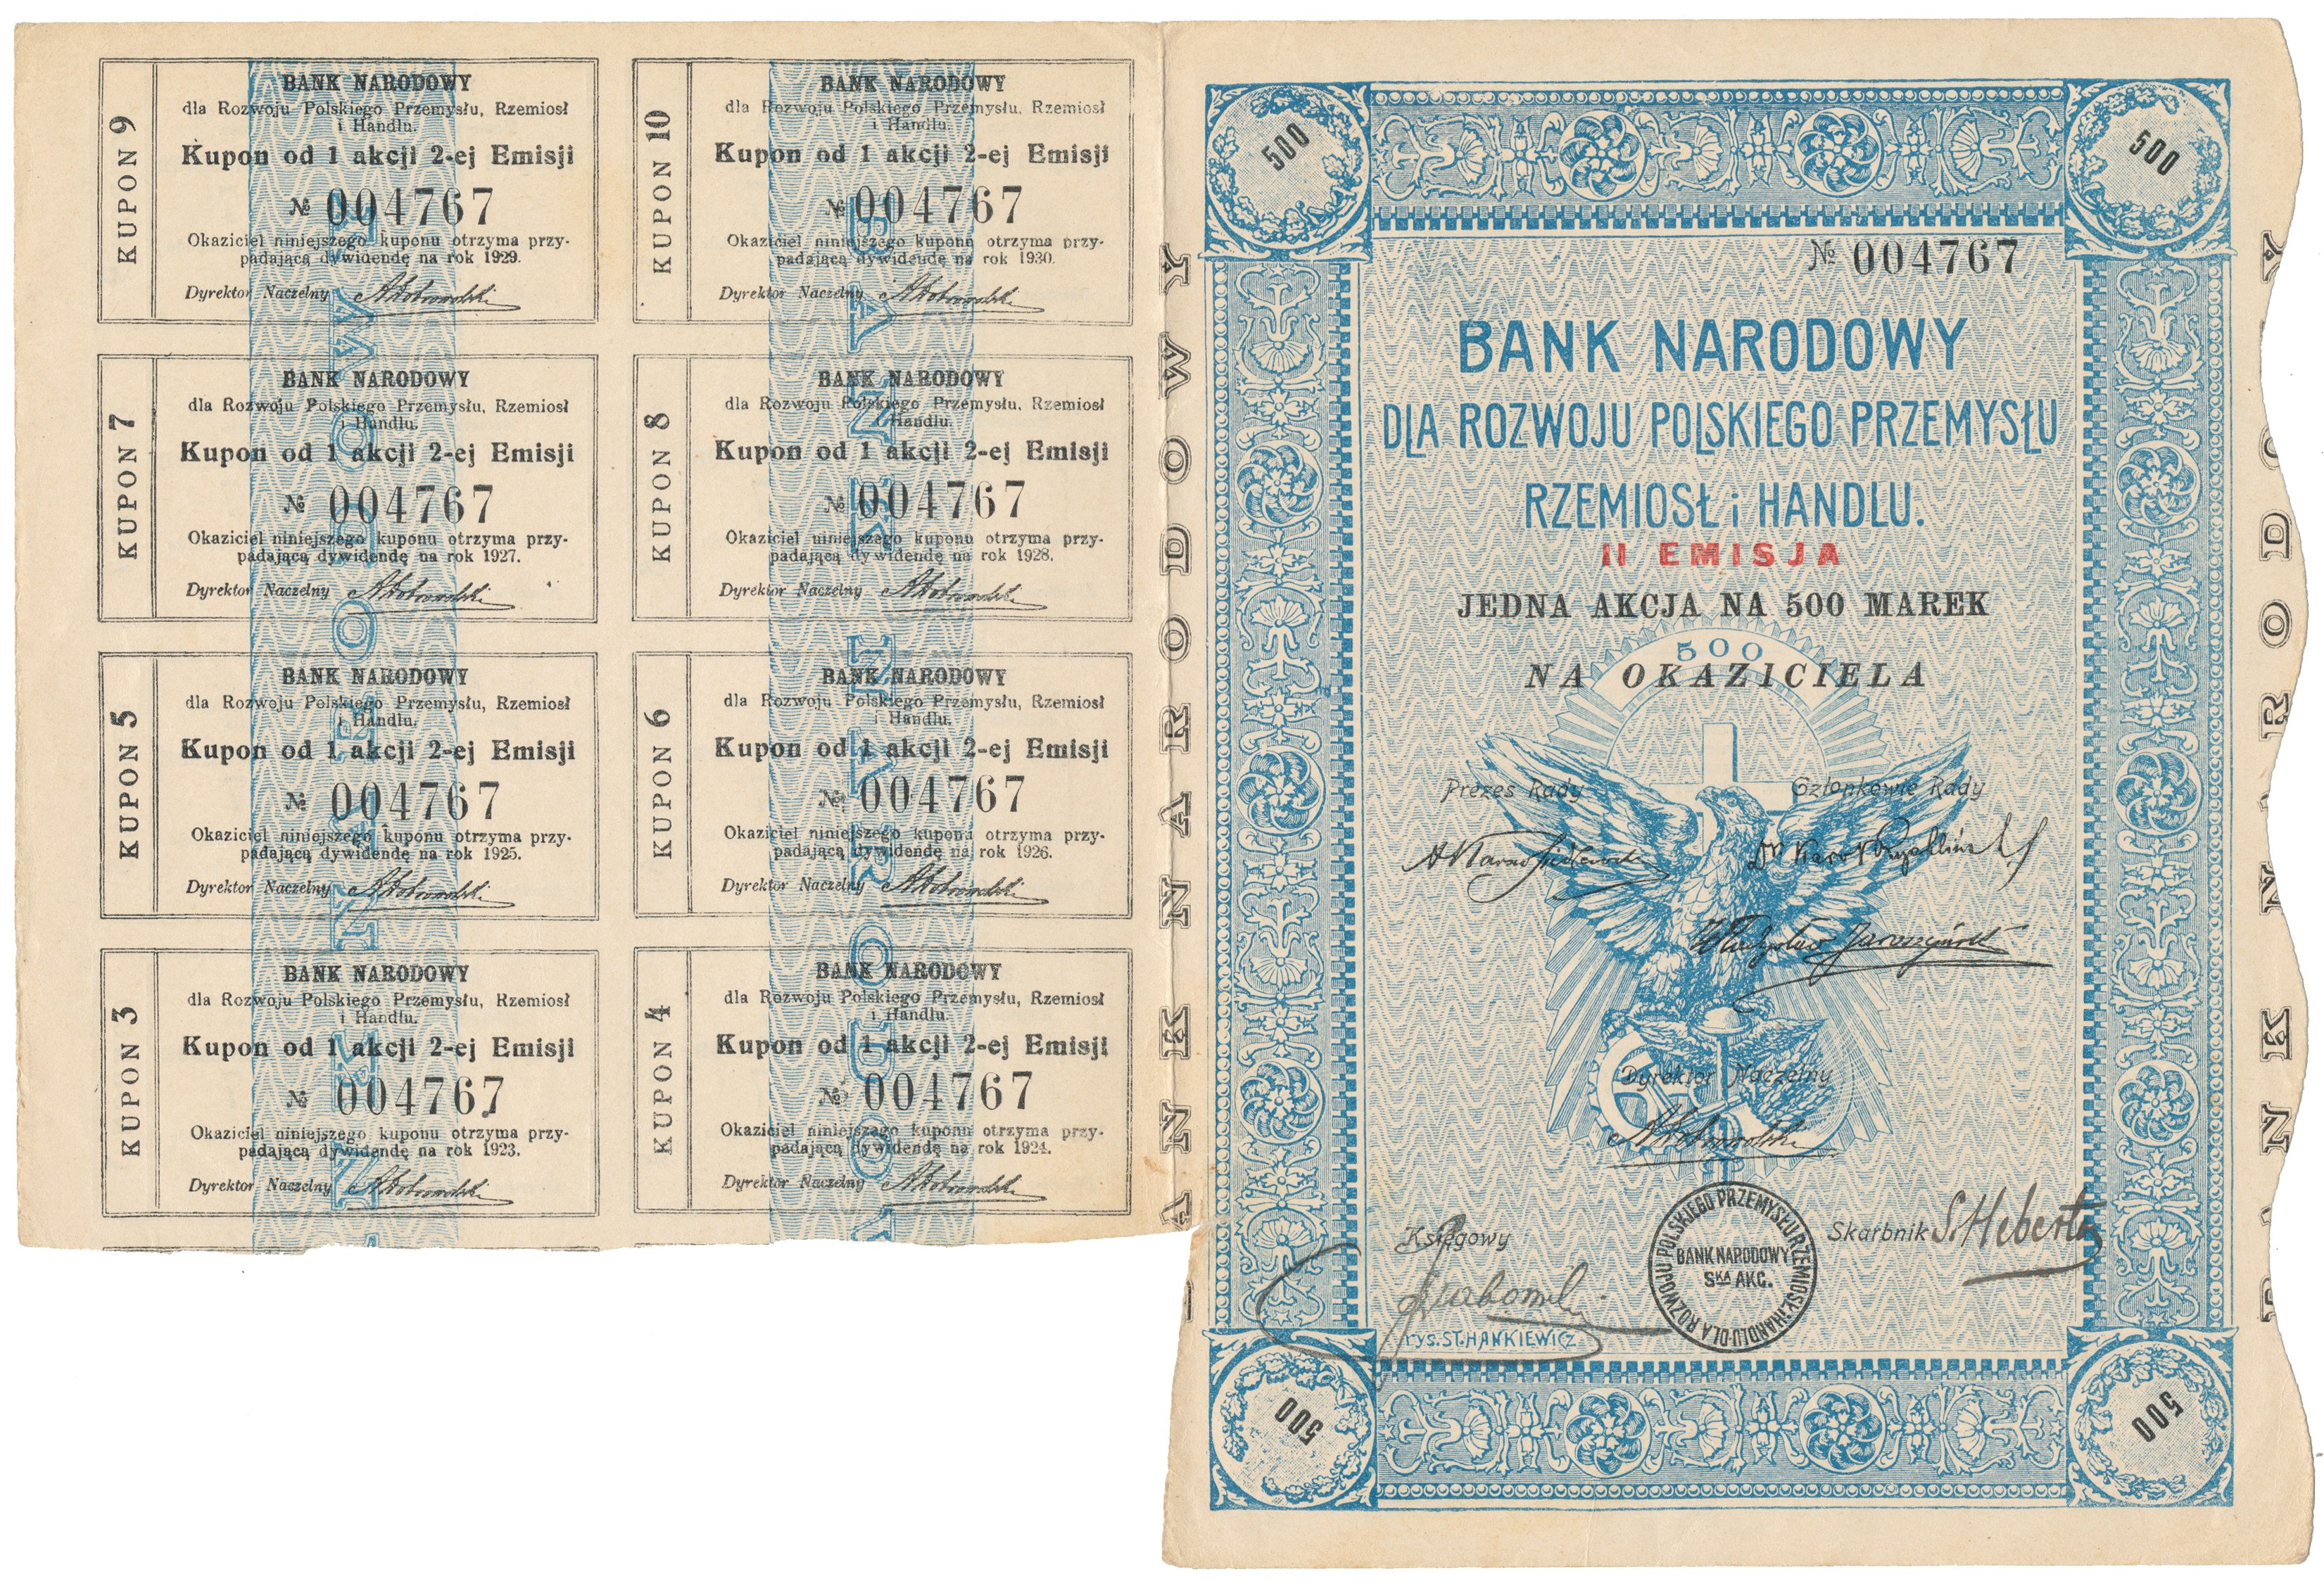 KUPON 9
BANK NARODOWY
dla Rozwoju Polskiego Przemysłu, Rzemiosł
i Handlu.
Kupon od 1 akcji 2-ej Emisji
№ 004767
Okaziciel niniejszego kuponu otrzyma przy-
padającą dywidendę na rok 1929.
Dyrektor Naczelny
KUPON 10
BANK NARODOWY
dla Rozwoju Polskiego Przemysłu, Rzemiosł
i Handlu.
Kupon od 1 akcji 2-ej Emisji
№ 004767
Okaziciel niniejszego kuponu otrzyma przy-
padającą dywidendę na rok 1930.
Dyrektor Naczelny
KUPON 7
BANK NARODOWY
dla Rozwoju Polskiego Przemysłu, Rzemiosł
i Handlu.
Kupon od 1 akcji 2-ej Emisji
№ 004767
Okaziciel niniejszego kuponu otrzyma przy-
padającą dywidendę na rok 1927.
Dyrektor Naczelny
KUPON 8
BANK NARODOWY
dla Rozwoju Polskiego Przemysłu, Rzemiosł
i Handlu.
Kupon od 1 akcji 2-ej Emisji
№ 004767
Okaziciel niniejszego kuponu otrzyma przy-
padającą dywidendę na rok 1928.
Dyrektor Naczelny
KUPON 5
BANK NARODOWY
dla Rozwoju Polskiego Przemysłu, Rzemiosł
i Handlu.
Kupon od 1 akcji 2-ej Emisji
№ 004767
Okaziciel niniejszego kuponu otrzyma przy-
padającą dywidendę na rok 1925.
Dyrektor Naczelny
KUPON 6
BANK NARODOWY
dla Rozwoju Polskiego Przemysłu, Rzemiosł
i Handlu.
Kupon od 1 akcji 2-ej Emisji
№ 004767
Okaziciel niniejszego kuponu otrzyma przy-
padającą dywidendę na rok 1926.
Dyrektor Naczelny
KUPON 3
BANK NARODOWY
dla Rozwoju Polskiego Przemysłu, Rzemiosł
i Handlu.
Kupon od 1 akcji 2-ej Emisji
№ 004767
Okaziciel niniejszego kuponu otrzyma przy-
padającą dywidendę na rok 1923.
Dyrektor Naczelny
KUPON 4
BANK NARODOWY
dla Rozwoju Polskiego Przemysłu, Rzemiosł
i Handlu.
Kupon od 1 akcji 2-ej Emisji
№ 004767
Okaziciel niniejszego kuponu otrzyma przy-
padającą dywidendę na rok 1924.
Dyrektor Naczelny
BANK NARODOWY
BANK NARODOWY
BANK NARODOWY
500
500
№ 004767
BANK NARODOWY
DLA ROZWOJU POLSKIEGO PRZEMYSŁU
RZEMIOSŁ i HANDLU.
II EMISJA
JEDNA AKCJA NA 500 MAREK
500
NA OKAZICIELA
Prezes Rady
Członkowie Rady
Władysław Jaroszyński
Dyrektor Naczelny
Księgowy
Skarbnik S. Hebert
DLA ROZWOJU POLSKIEGO PRZEMYSŁU RZEMIOSŁ i HANDLU
BANK NARODOWY
SKA AKC.
rys. ST. HANKIEWICZ
500
500
BANK NARODOWY